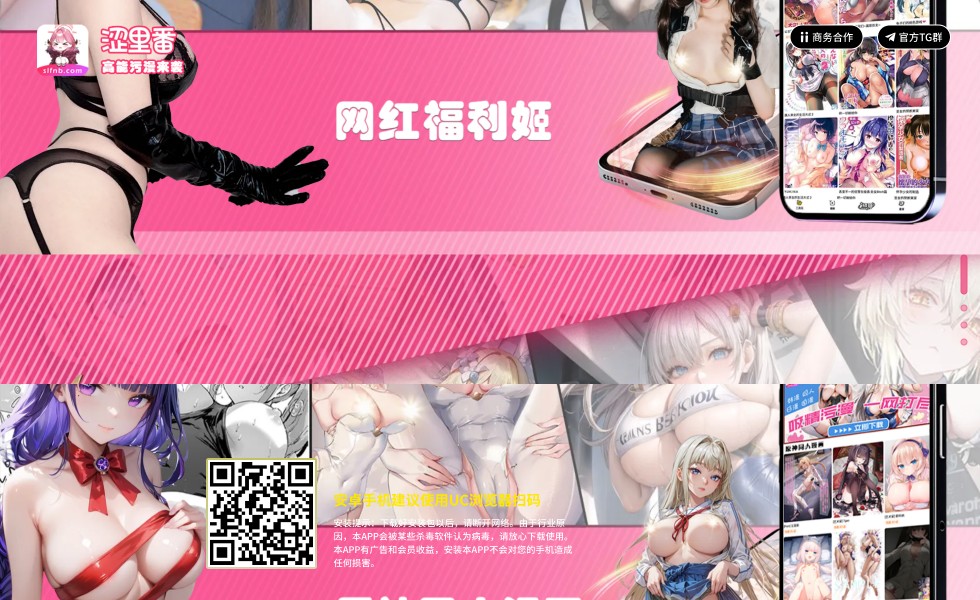 涩里番
高能污漫来袭
slfnb.com
商务合作
官方TG群
网红福利姬
立即下载
安卓手机建议使用UC浏览器扫码
安装提示：下载好安装包以后，请断开网络。由于行业原
因，本APP会被某些杀毒软件认为病毒，请放心下载使用。
本APP有广告和会员收益，安装本APP不会对您的手机造成
任何损害。